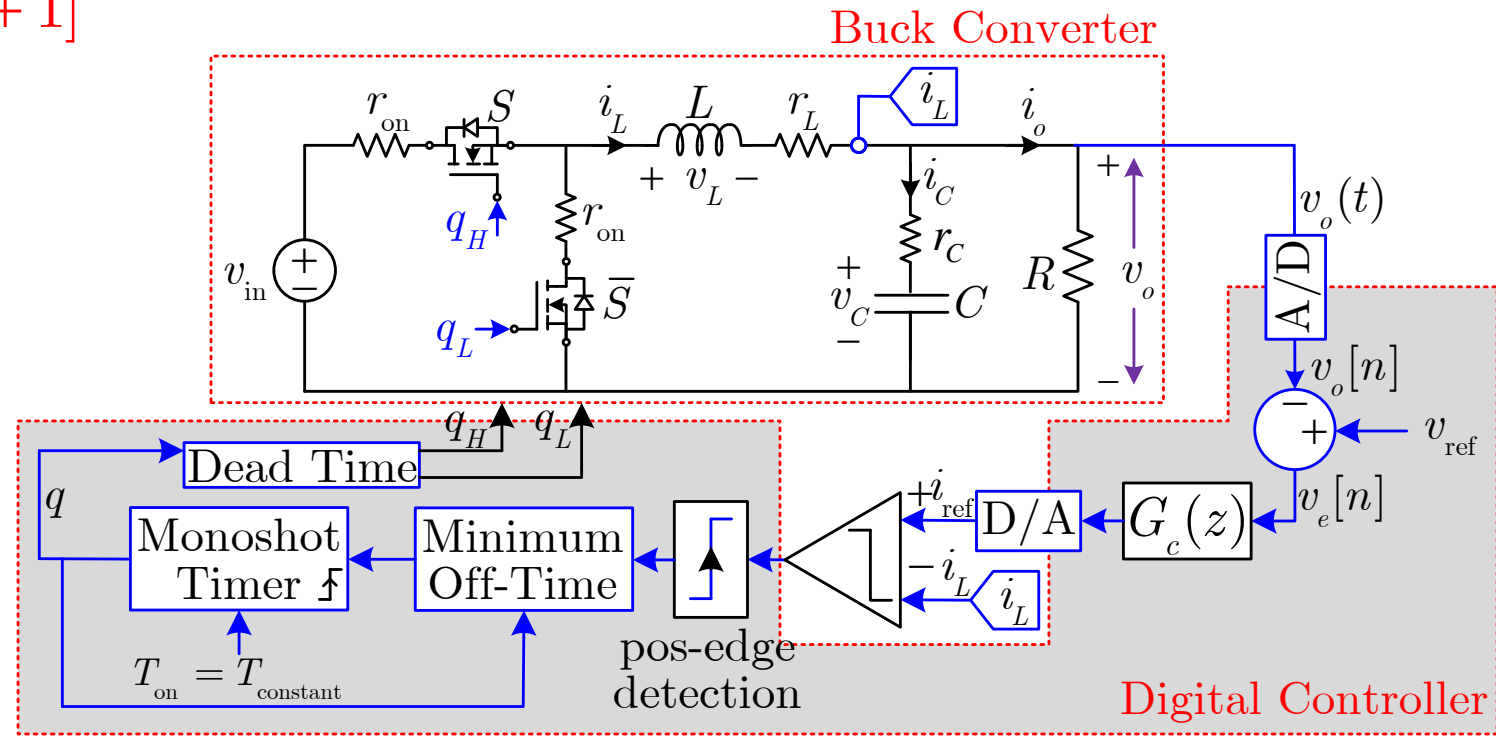 + 1]
Buck Converter
r_on
S
i_L
L
r_L
i_L
i_o
+ v_L −
i_C
+
v_o(t)
q_H
r_on
r_C
A/D
v_in
+
−
S̅
+
v_C
−
C
R
v_o
q_L
−
v_o[n]
q_H
q_L
−
+
v_ref
Dead Time
q
+
i_ref
D/A
G_c(z)
v_e[n]
Monoshot
Timer
Minimum
Off-Time
−
i_L
i_L
pos-edge
detection
T_on = T_constant
Digital Controller